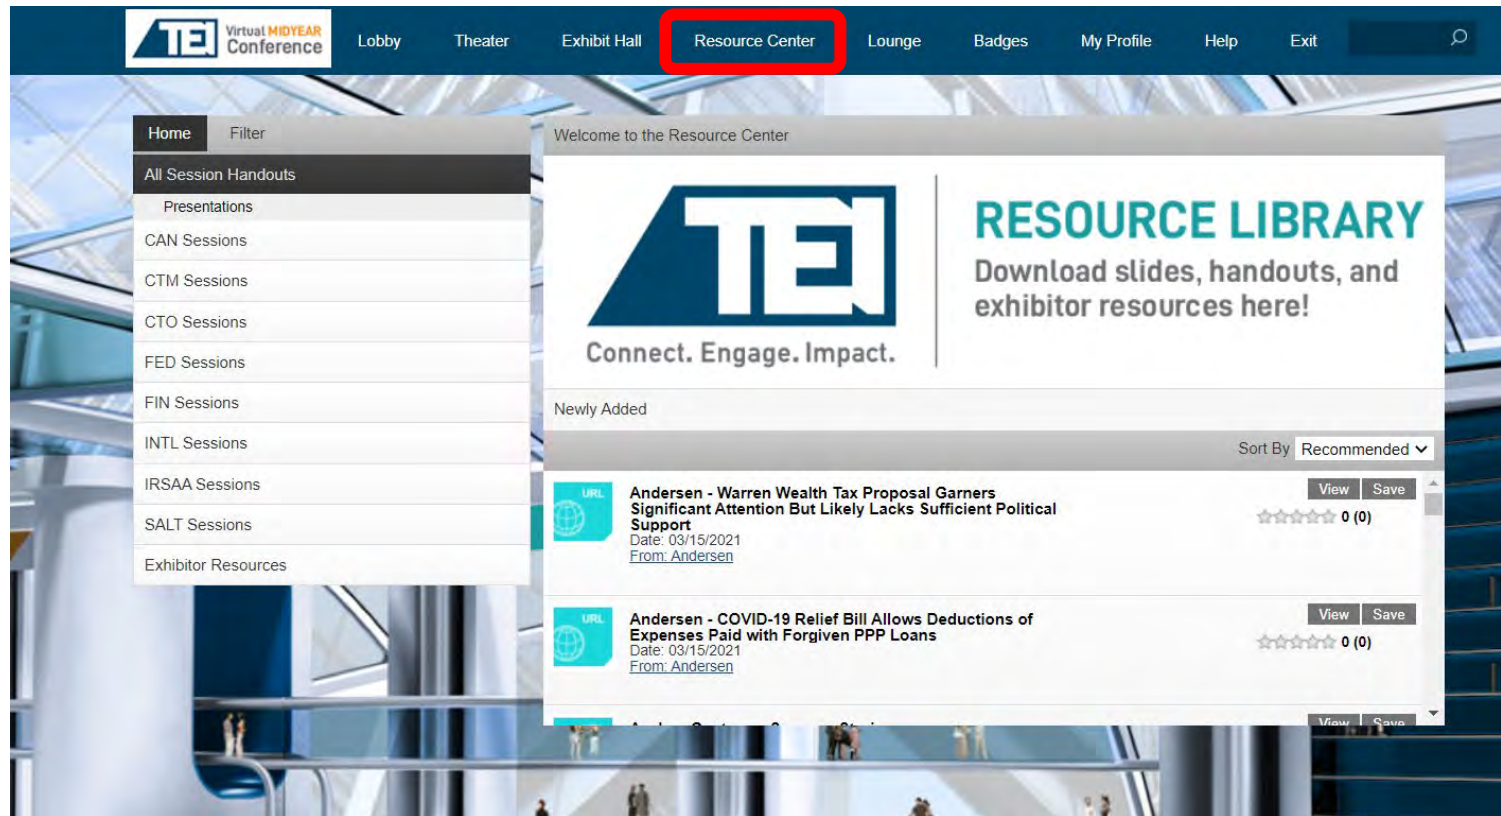 TEI Virtual MIDYEAR
Conference
Lobby Theater Exhibit Hall Resource Center Lounge Badges My Profile Help Exit
Home Filter
All Session Handouts
Presentations
CAN Sessions
CTM Sessions
CTO Sessions
FED Sessions
FIN Sessions
INTL Sessions
IRSAA Sessions
SALT Sessions
Exhibitor Resources
Welcome to the Resource Center
TEI
Connect. Engage. Impact.
RESOURCE LIBRARY
Download slides, handouts, and
exhibitor resources here!
Newly Added
Sort By Recommended
URL
Andersen - Warren Wealth Tax Proposal Garners
Significant Attention But Likely Lacks Sufficient Political
Support
Date: 03/15/2021
From: Andersen
View Save
0 (0)
URL
Andersen - COVID-19 Relief Bill Allows Deductions of
Expenses Paid with Forgiven PPP Loans
Date: 03/15/2021
From: Andersen
View Save
0 (0)
View Save